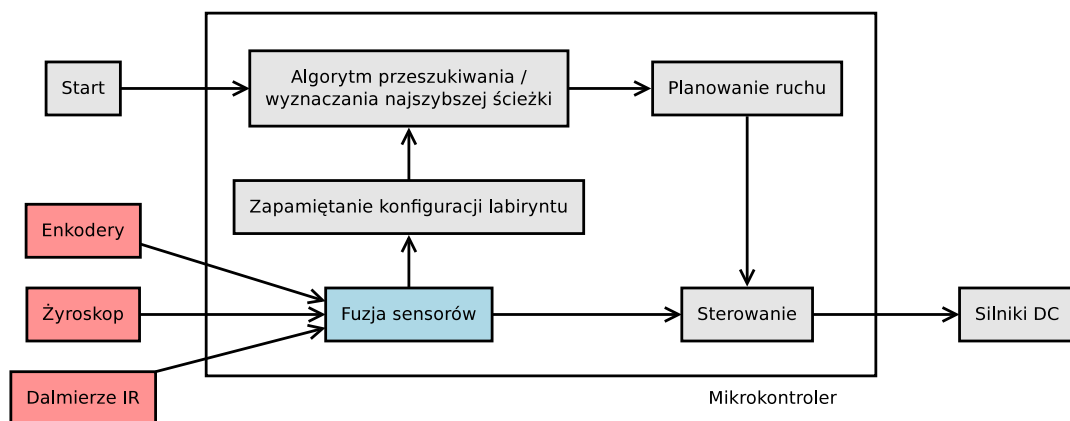 Start
Algorytm przeszukiwania /
wyznaczania najszybszej ścieżki
Planowanie ruchu
Zapamiętanie konfiguracji labiryntu
Enkodery
Żyroskop
Fuzja sensorów
Sterowanie
Silniki DC
Dalmierze IR
Mikrokontroler